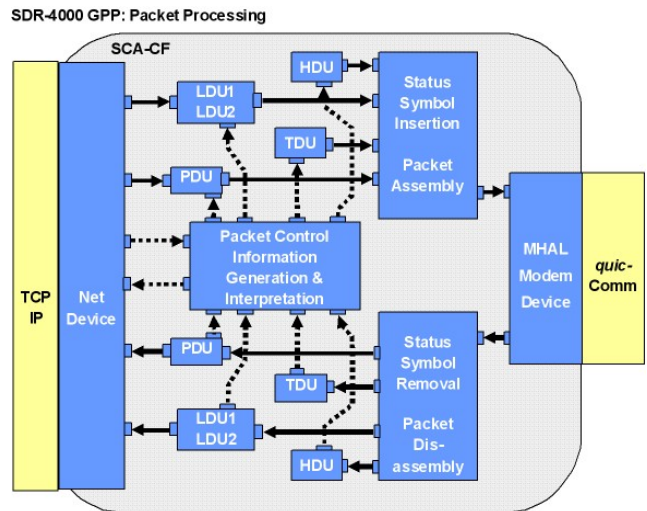 SDR-4000 GPP: Packet Processing
SCA-CF
HDU
LDU1
LDU2
Status
Symbol
Insertion
TDU
Packet
Assembly
PDU
Packet Control
Information
Generation &
Interpretation
MHAL
Modem
Device
quic-
Comm
TCP
IP
Net
Device
PDU
Status
Symbol
Removal
TDU
LDU1
LDU2
Packet
Dis-
assembly
HDU